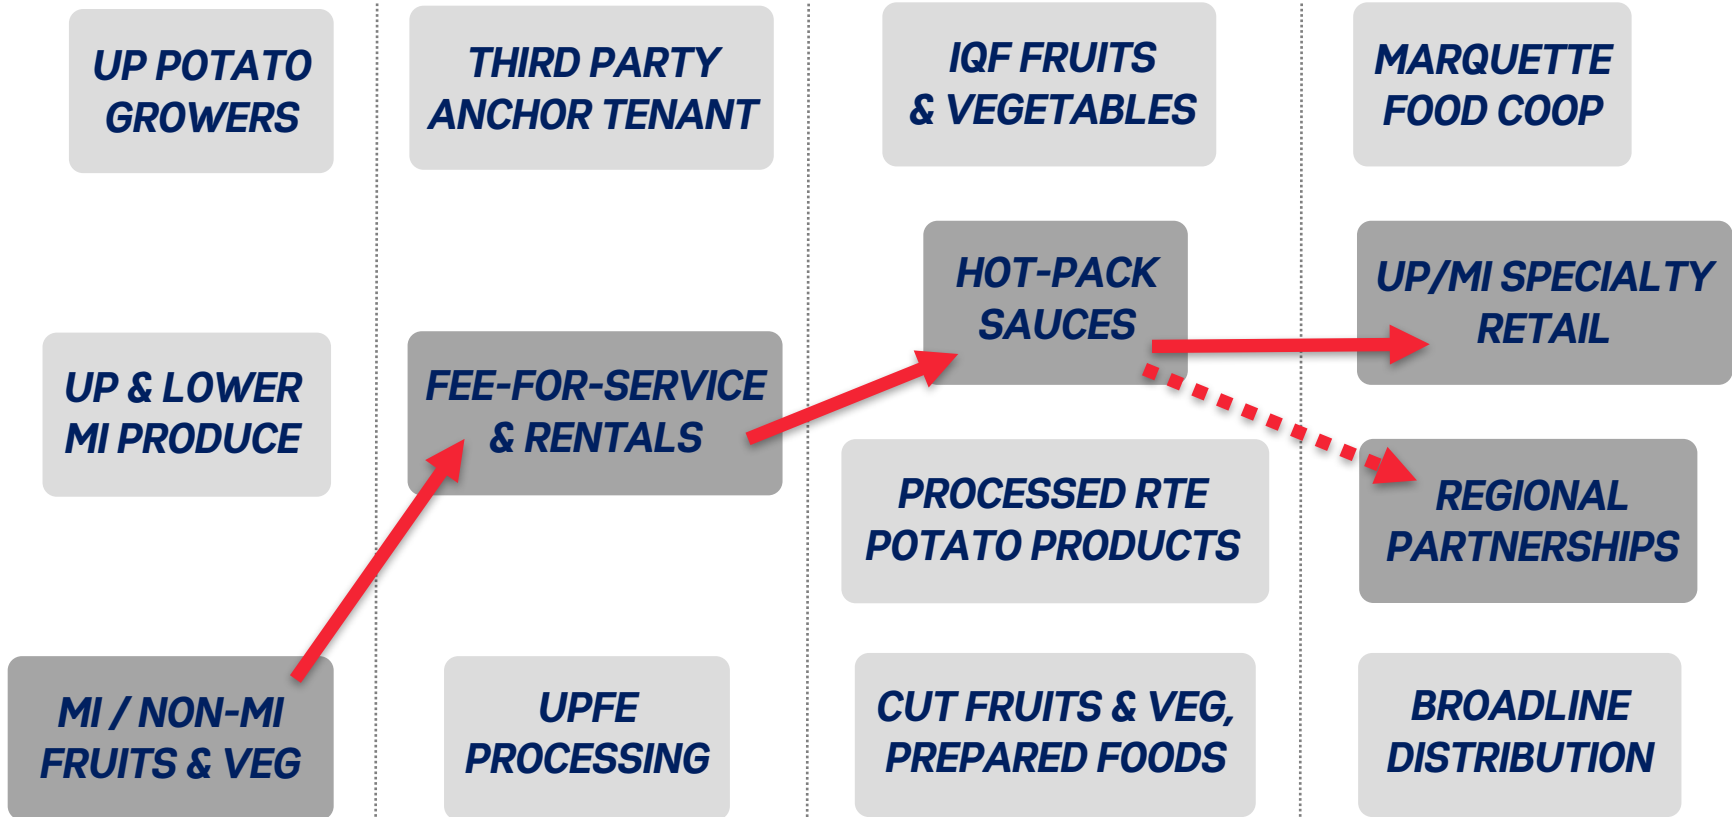 UP POTATO
GROWERS
THIRD PARTY
ANCHOR TENANT
IQF FRUITS
& VEGETABLES
MARQUETTE
FOOD COOP
UP & LOWER
MI PRODUCE
FEE-FOR-SERVICE
& RENTALS
HOT-PACK
SAUCES
UP/MI SPECIALTY
RETAIL
PROCESSED RTE
POTATO PRODUCTS
REGIONAL
PARTNERSHIPS
MI / NON-MI
FRUITS & VEG
UPFE
PROCESSING
CUT FRUITS & VEG,
PREPARED FOODS
BROADLINE
DISTRIBUTION